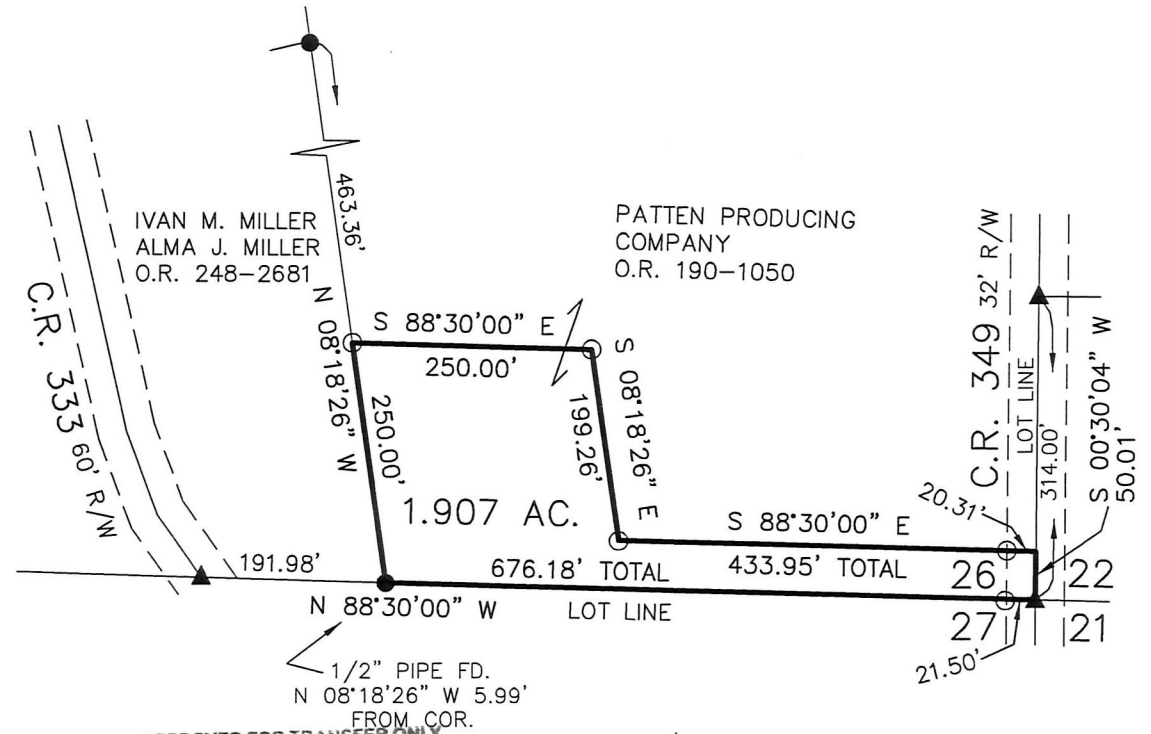 463.36'
IVAN M. MILLER
ALMA J. MILLER
O.R. 248-2681
PATTEN PRODUCING
COMPANY
O.R. 190-1050
C.R. 333 60' R/W
C.R. 349 32' R/W
LOT LINE
314.00'
S 00°30'04" W
50.01'
N 08°18'26" W
250.00'
S 88°30'00" E
250.00'
S 08°18'26" E
199.26'
1.907 AC.
S 88°30'00" E
433.95' TOTAL
20.31'
191.98'
676.18' TOTAL
N 88°30'00" W
LOT LINE
26
22
27
21
21.50'
1/2" PIPE FD.
N 08°18'26" W 5.99'
FROM COR.
FOR TRANSFER ONLY